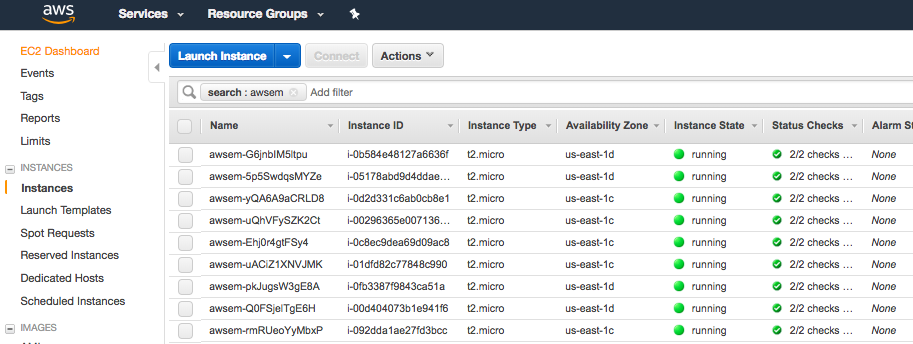 aws Services Resource Groups
EC2 Dashboard
Events
Tags
Reports
Limits
INSTANCES
Instances
Launch Templates
Spot Requests
Reserved Instances
Dedicated Hosts
Scheduled Instances
IMAGES
Launch Instance Connect Actions
search : awsem Add filter
Name Instance ID Instance Type Availability Zone Instance State Status Checks Alarm St
awsem-G6jnbIM5ltpu i-0b584e48127a6636f t2.micro us-east-1d running 2/2 checks ... None
awsem-5p5SwdqsMYZe i-05178abd9d4ddae... t2.micro us-east-1d running 2/2 checks ... None
awsem-yQA6A9aCRLD8 i-0d2d331c6ab0cb8e1 t2.micro us-east-1c running 2/2 checks ... None
awsem-uQhVFySZK2Ct i-00296365e007136... t2.micro us-east-1c running 2/2 checks ... None
awsem-Ehj0r4gtFSy4 i-0c8ec9dea69d09ac8 t2.micro us-east-1c running 2/2 checks ... None
awsem-uACiZ1XNVJMK i-01dfd82c77848c990 t2.micro us-east-1c running 2/2 checks ... None
awsem-pkJugsW3gE8A i-0fb3387f9843ca51a t2.micro us-east-1d running 2/2 checks ... None
awsem-Q0FSjelTgE6H i-00d404073b1e941f6 t2.micro us-east-1d running 2/2 checks ... None
awsem-rmRUeoYyMbxP i-092dda1ae27fd3bcc t2.micro us-east-1c running 2/2 checks ... None